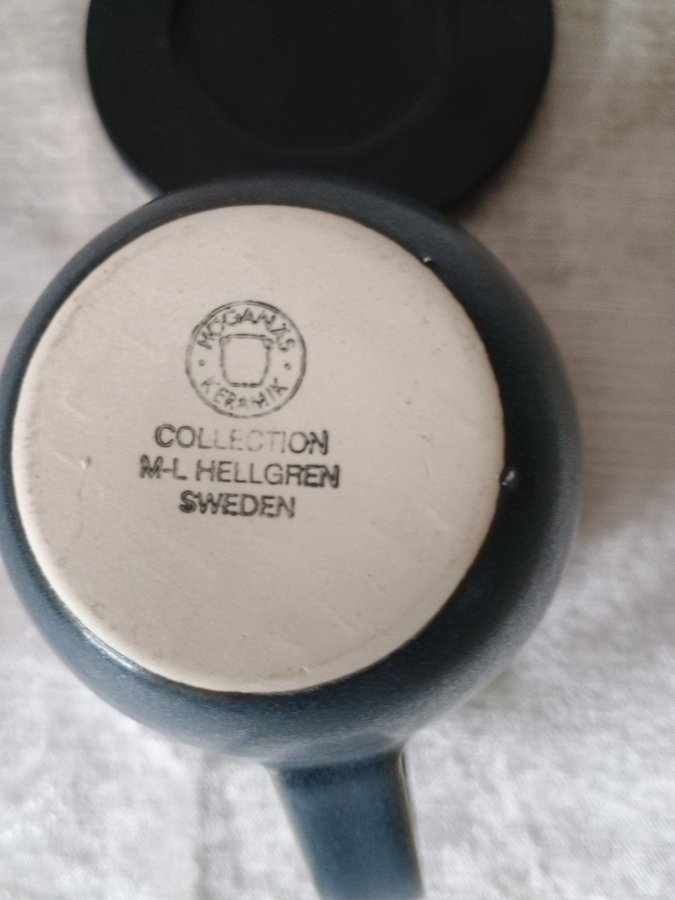 HÖGANÄS
KERAMIK
COLLECTION
M-L HELLGREN
SWEDEN